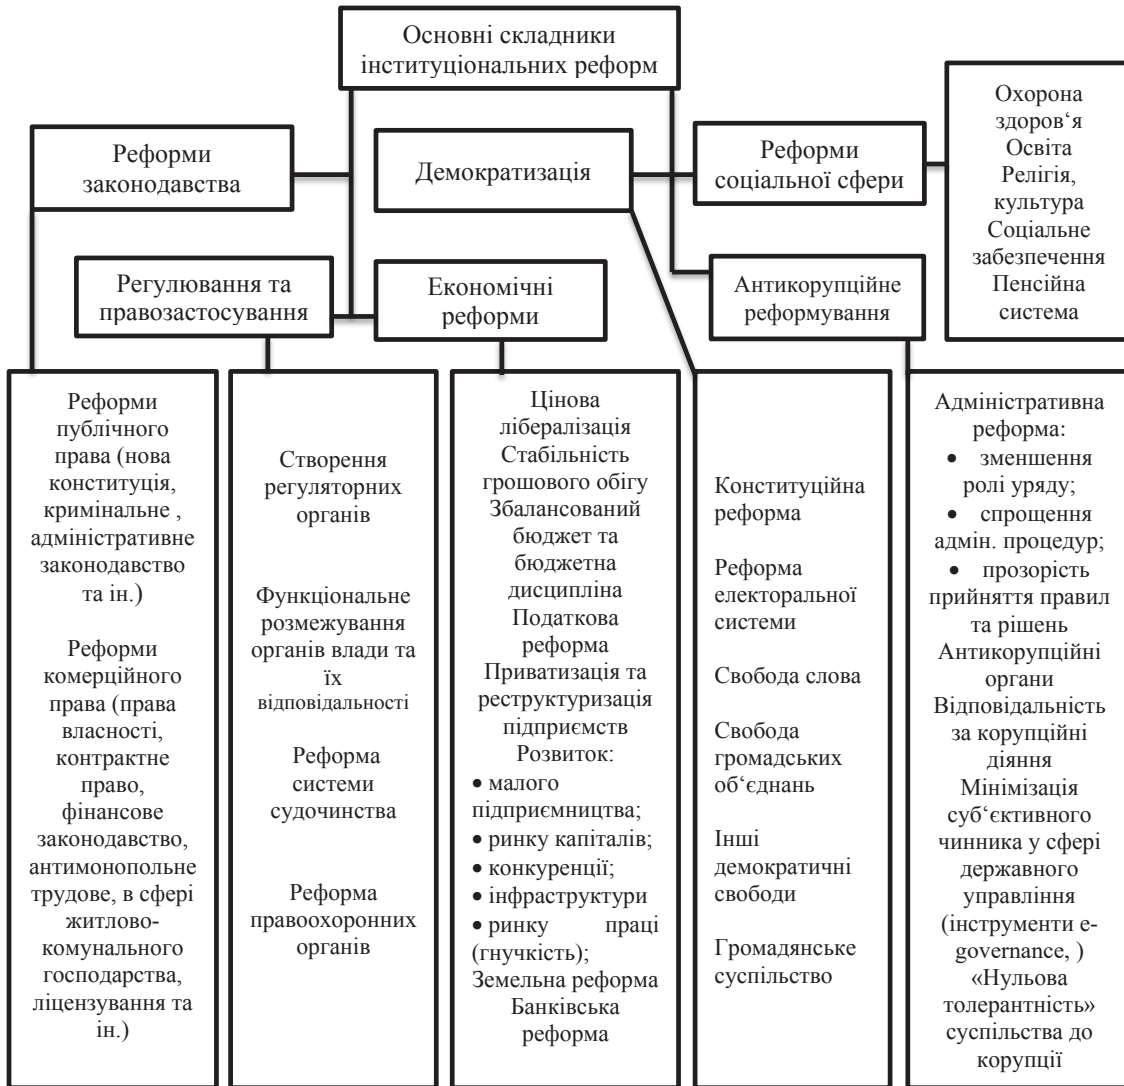 Основні складники
інституціональних реформ
Реформи
законодавства
Демократизація
Реформи
соціальної сфери
Охорона
здоров‘я
Освіта
Релігія,
культура
Соціальне
забезпечення
Пенсійна
система
Регулювання та
правозастосування
Економічні
реформи
Антикорупційне
реформування
Реформи
публічного
права (нова
конституція,
кримінальне ,
адміністративне
законодавство
та ін.)
Реформи
комерційного
права (права
власності,
контрактне
право,
фінансове
законодавство,
антимонопольне
трудове, в сфері
житлово-
комунального
господарства,
ліцензування та
ін.)
Створення
регуляторних
органів
Функціональне
розмежування
органів влади та
їх
відповідальності
Реформа
системи
судочинства
Реформа
правоохоронних
органів
Цінова
лібералізація
Стабільність
грошового обігу
Збалансований
бюджет та
бюджетна
дисципліна
Податкова
реформа
Приватизація та
реструктуризація
підприємств
Розвиток:
• малого
підприємництва;
• ринку капіталів;
• конкуренції;
• інфраструктури
• ринку праці
(гнучкість);
Земельна реформа
Банківська
реформа
Конституційна
реформа
Реформа
електоральної
системи
Свобода слова
Свобода
громадських
об‘єднань
Інші
демократичні
свободи
Громадянське
суспільство
Адміністративна
реформа:
• зменшення
ролі уряду;
• спрощення
адмін. процедур;
• прозорість
прийняття правил
та рішень
Антикорупційні
органи
Відповідальність
за корупційні
діяння
Мінімізація
суб‘єктивного
чинника у сфері
державного
управління
(інструменти e-
governance, )
«Нульова
толерантність»
суспільства до
корупції